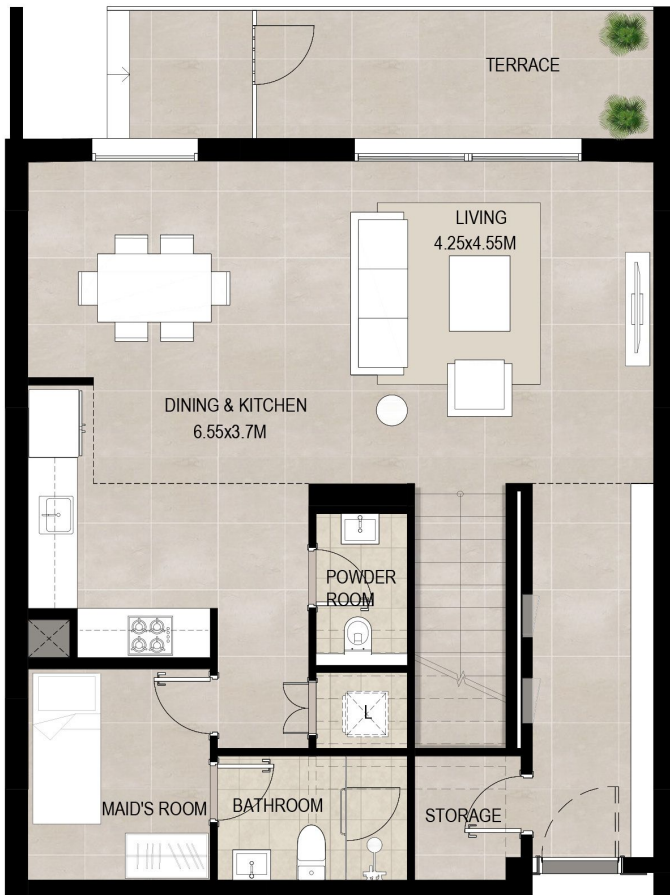 TERRACE
LIVING
4.25x4.55M
DINING & KITCHEN
6.55x3.7M
POWDER
ROOM
L
MAID'S ROOM
BATHROOM
STORAGE